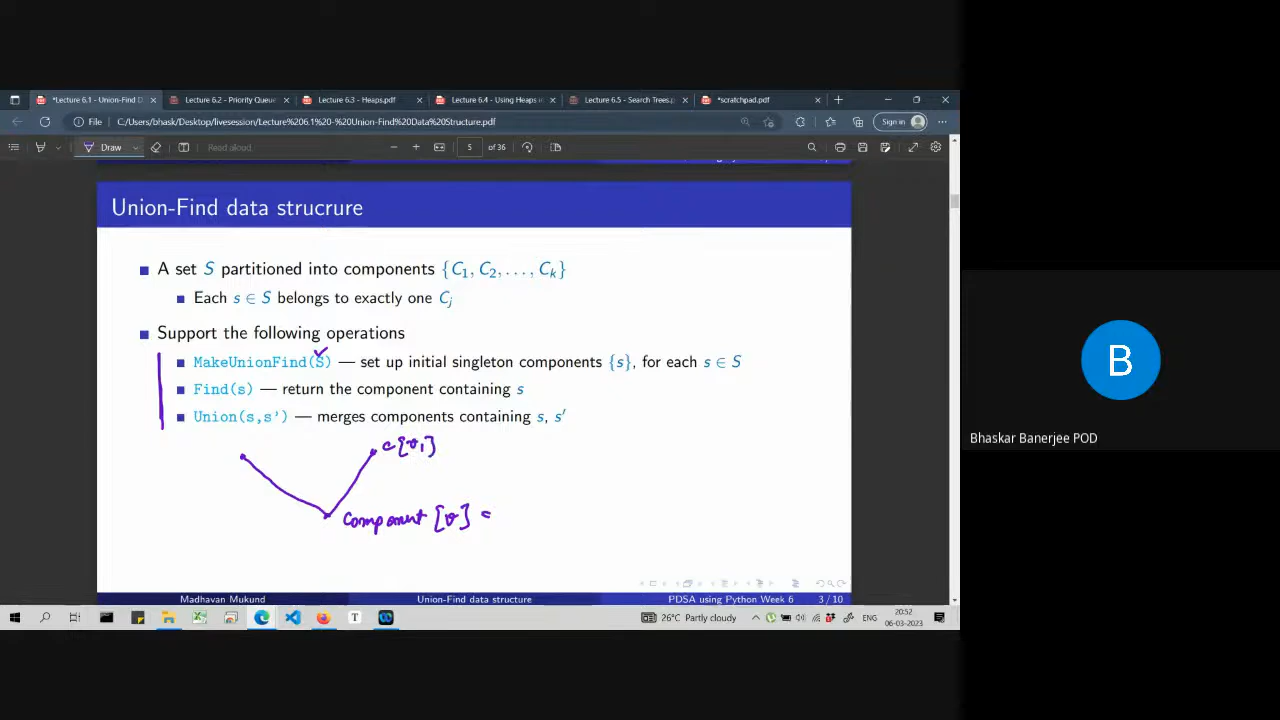 *Lecture 6.1 - Union-Find D
Lecture 6.2 - Priority Queue
Lecture 6.3 - Heaps.pdf
Lecture 6.4 - Using Heaps in
Lecture 6.5 - Search Trees.p
*scratchpad.pdf
File
C:/Users/bhask/Desktop/livesession/Lecture%206.1%20-%20Union-Find%20Data%20Structure.pdf
Sign in
Draw
Read aloud
5 of 36
Union-Find data strucrure
A set S partitioned into components {C1, C2, . . . , Ck}
Each s ∈ S belongs to exactly one Cj
Support the following operations
MakeUnionFind(S) — set up initial singleton components {s}, for each s ∈ S
Find(s) — return the component containing s
Union(s,s') — merges components containing s, s′
c[v1]
Component [v] =
Madhavan Mukund
Union-Find data structure
PDSA using Python Week 6
3 / 10
26°C Partly cloudy
ENG
20:52
06-03-2023
B
Bhaskar Banerjee POD